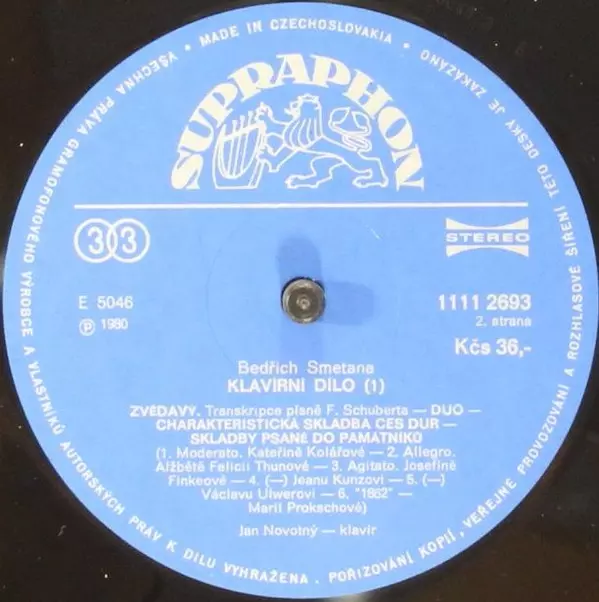 VŠECHNA PRÁVA GRAMOFONOVÉHO VÝROBCE A VLASTNÍKŮ AUTORSKÝCH PRÁV K DÍLU VYHRAŽENA. POŘIZOVÁNÍ KOPIÍ, VEŘEJNÉ PROVOZOVÁNÍ A ROZHLASOVÉ ŠÍŘENÍ TÉTO DESKY JE ZAKÁZÁNO
• MADE IN CZECHOSLOVAKIA •
SUPRAPHON
33
STEREO
E 5046
℗ 1980
1111 2693
2. strana
Kčs 36,-
Bedřich Smetana
KLAVÍRNÍ DÍLO (1)
ZVĚDAVÝ. Transkripce písně F. Schuberta — DUO —
CHARAKTERISTICKÁ SKLADBA CES DUR —
SKLADBY PSANÉ DO PAMÁTNÍKŮ
(1. Moderato. Kateřině Kolářové — 2. Allegro.
Alžbětě Felicii Thunové — 3. Agitato. Josefině
Finkeové — 4. (—) Jeanu Kunzovi — 5. (—)
Václavu Ulwerovi — 6. "1862" —
Marii Prokschové)
Jan Novotný — klavír